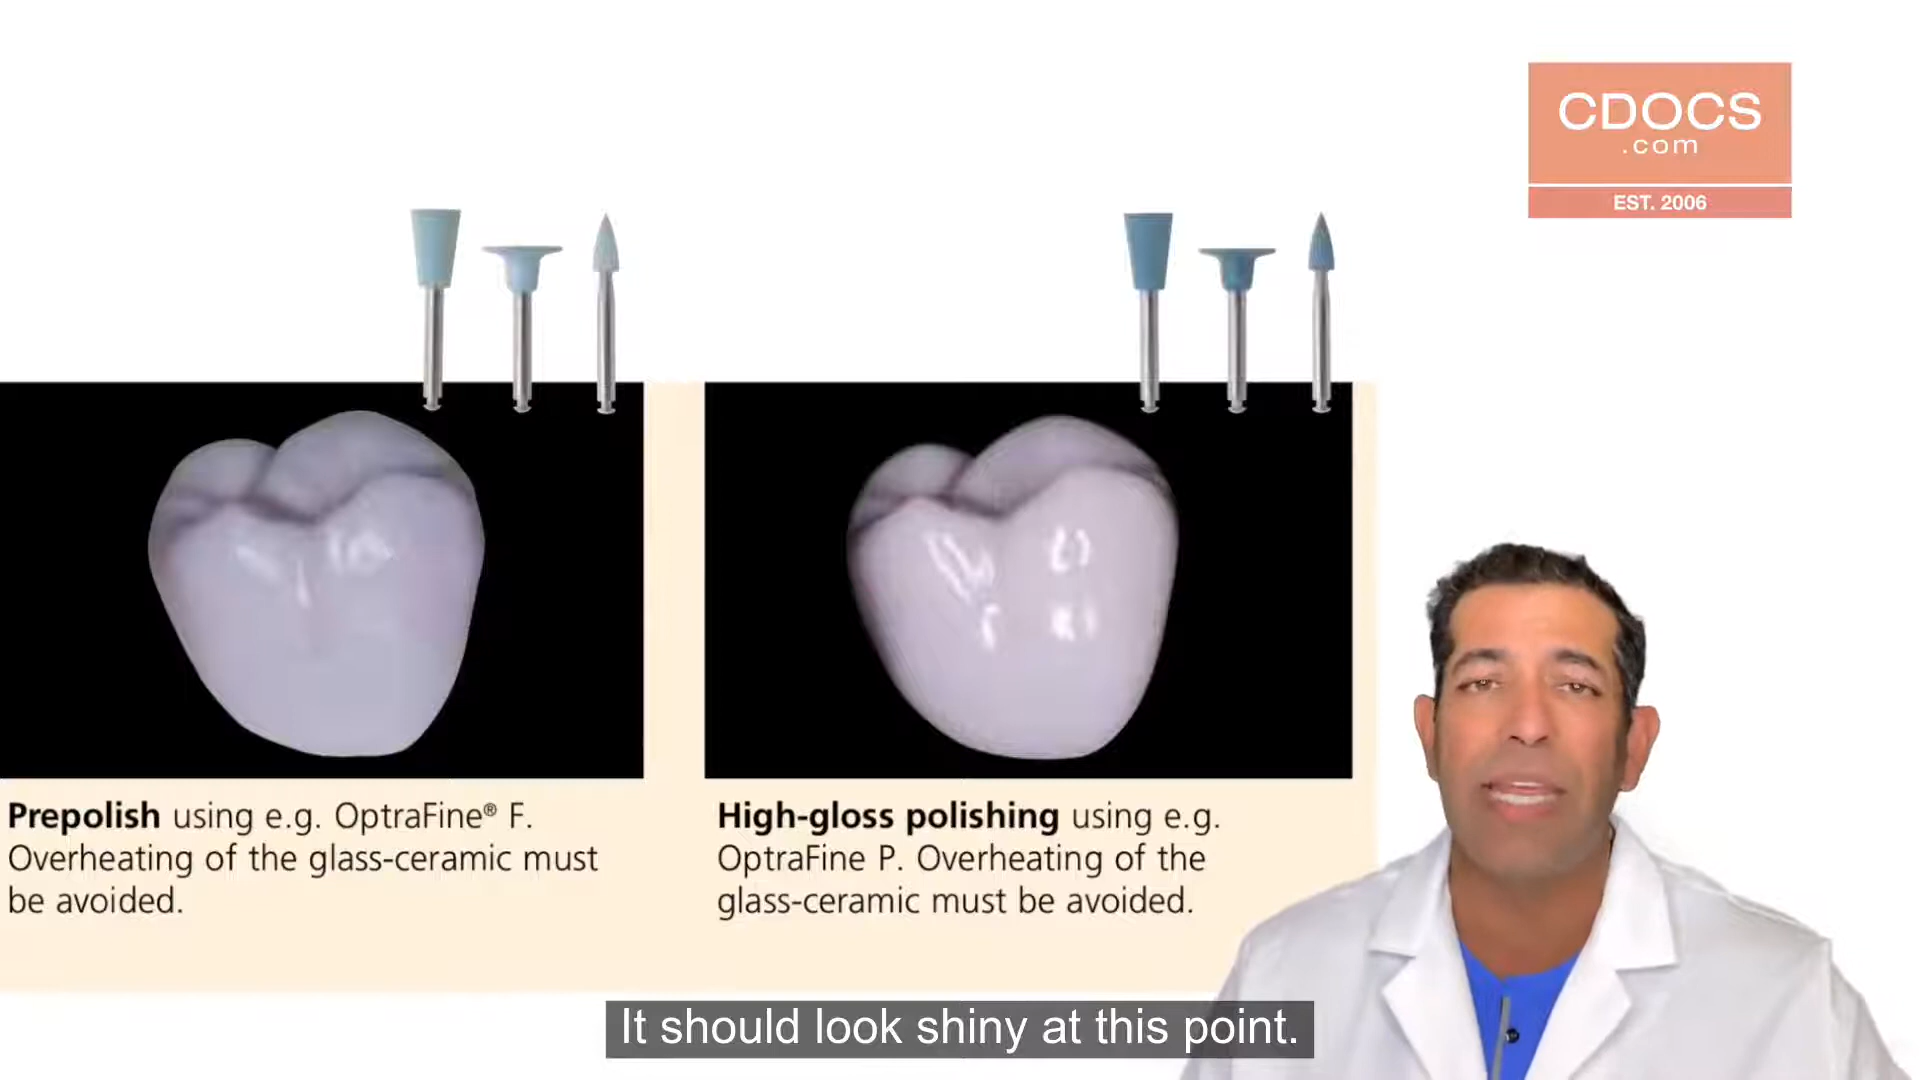 CDOCS
.com
EST. 2006
Prepolish using e.g. OptraFine® F.
Overheating of the glass-ceramic must
be avoided.
High-gloss polishing using e.g.
OptraFine P. Overheating of the
glass-ceramic must be avoided.
It should look shiny at this point.